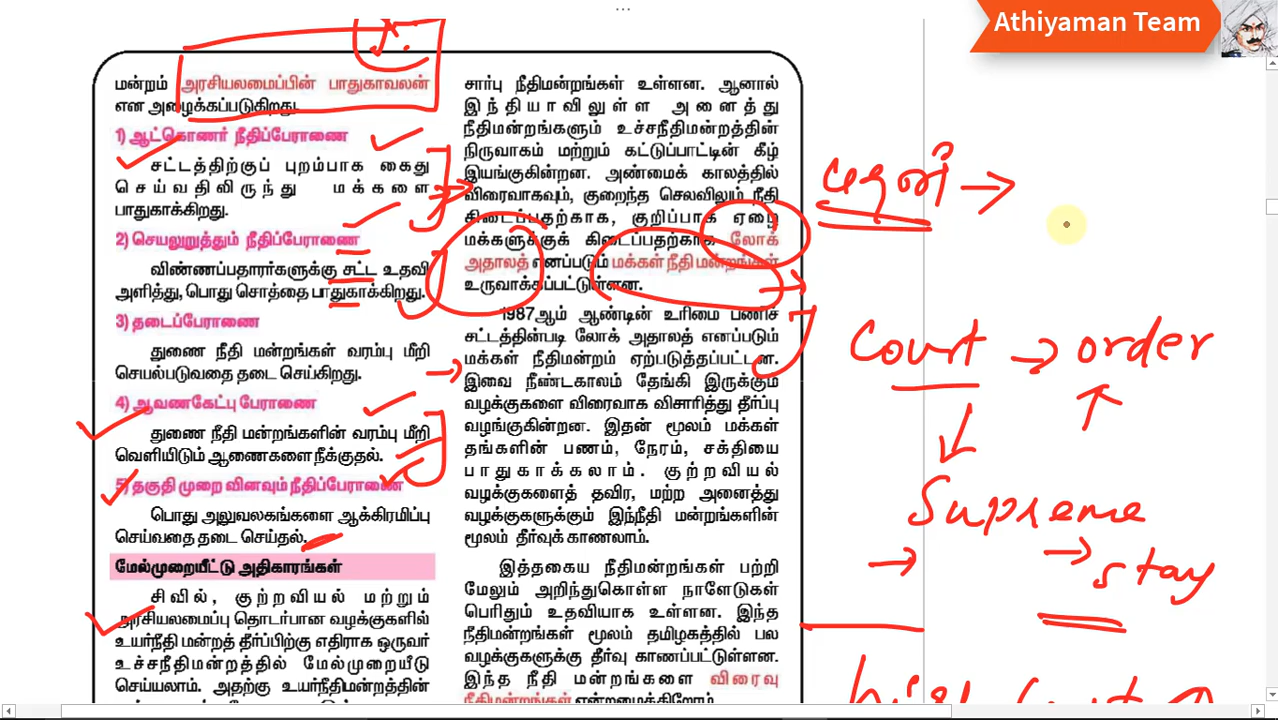 Athiyaman Team
மன்றம் அரசியலமைப்பின் பாதுகாவலன்
என அழைக்கப்படுகிறது.
1) ஆட்கொணர் நீதிப்பேராணை
சட்டத்திற்குப் புறம்பாக கைது
செய்வதிலிருந்து மக்களை
பாதுகாக்கிறது.
2) செயலுறுத்தும் நீதிப்பேராணை
விண்ணப்பதாரர்களுக்கு சட்ட உதவி
அளித்து, பொது சொத்தை பாதுகாக்கிறது.
3) தடைப்பேராணை
துணை நீதி மன்றங்கள் வரம்பு மீறி
செயல்படுவதை தடை செய்கிறது.
4) ஆவணகேட்பு பேராணை
துணை நீதி மன்றங்களின் வரம்பு மீறி
வெளியிடும் ஆணைகளை நீக்குதல்.
5) தகுதி முறை வினவும் நீதிப்பேராணை
பொது அலுவலகங்களை ஆக்கிரமிப்பு
செய்வதை தடை செய்தல்.
மேல்முறையீட்டு அதிகாரங்கள்
சிவில், குற்றவியல் மற்றும்
அரசியலமைப்பு தொடர்பான வழக்குகளில்
உயர்நீதி மன்றத் தீர்ப்பிற்கு எதிராக ஒருவர்
உச்சநீதிமன்றத்தில் மேல்முறையீடு
செய்யலாம். அதற்கு உயர்நீதிமன்றத்தின்
சார்பு நீதிமன்றங்கள் உள்ளன. ஆனால்
இந்தியாவிலுள்ள அனைத்து
நீதிமன்றங்களும் உச்சநீதிமன்றத்தின்
நிருவாகம் மற்றும் கட்டுப்பாட்டின் கீழ்
இயங்குகின்றன. அண்மைக் காலத்தில்
விரைவாகவும், குறைந்த செலவிலும் நீதி
கிடைப்பதற்காக, குறிப்பாக ஏழை
மக்களுக்குக் கிடைப்பதற்காக லோக்
அதாலத் எனப்படும் மக்கள் நீதி மன்றங்கள்
உருவாக்கப்பட்டுள்ளன.
1987ஆம் ஆண்டின் உரிமை பணிச்
சட்டத்தின்படி லோக் அதாலத் எனப்படும்
மக்கள் நீதிமன்றம் ஏற்படுத்தப்பட்டன.
இவை நீண்டகாலம் தேங்கி இருக்கும்
வழக்குகளை விரைவாக விசாரித்து தீர்ப்பு
வழங்குகின்றன. இதன் மூலம் மக்கள்
தங்களின் பணம், நேரம், சக்தியை
பாதுகாக்கலாம். குற்றவியல்
வழக்குகளைத் தவிர, மற்ற அனைத்து
வழக்குகளுக்கும் இந்நீதி மன்றங்களின்
மூலம் தீர்வுக் காணலாம்.
இத்தகைய நீதிமன்றங்கள் பற்றி
மேலும் அறிந்துகொள்ள நாளேடுகள்
பெரிதும் உதவியாக உள்ளன. இந்த
நீதிமன்றங்கள் மூலம் தமிழகத்தில் பல
வழக்குகளுக்கு தீர்வு காணப்பட்டுள்ளன.
இந்த நீதி மன்றங்களை விரைவு
நீதிமன்றங்கள் என்றழைக்கிறோம்
Court → order
Supreme
→ stay
high Court